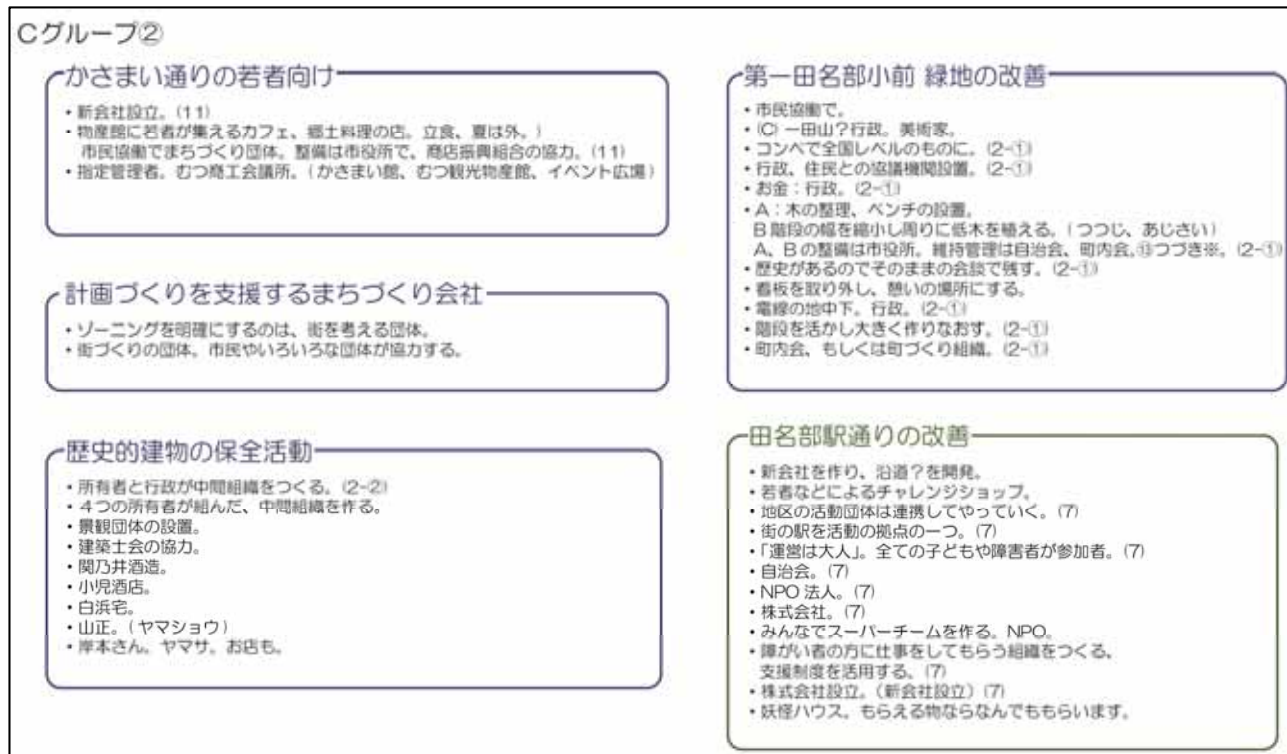 Cグループ②
かさまい通りの若者向け
・新会社設立。(11)
・物産館に若者が集えるカフェ、郷土料理の店。立食、夏は外。)
市民協働でまちづくり団体。整備は市役所で、商店振興組合の協力。(11)
・指定管理者。むつ商工会議所。(かさまい館、むつ観光物産館、イベント広場)
計画づくりを支援するまちづくり会社
・ゾーニングを明確にするのは、街を考える団体。
・街づくりの団体。市民やいろいろな団体が協力する。
歴史的建物の保全活動
・所有者と行政が中間組織をつくる。(2-②)
・4つの所有者が組んだ、中間組織を作る。
・景観団体の設置。
・建築士会の協力。
・関乃井酒造。
・小児酒店。
・白浜宅。
・山正。(ヤマショウ)
・岸本さん。ヤマサ。お店も。
第一田名部小前 緑地の改善
・市民協働で。
・(C) 一田山?行政。美術家。
・コンペで全国レベルのものに。(2-①)
・行政、住民との協議機関設置。(2-①)
・お金:行政。(2-①)
・A:木の整理、ベンチの設置。
B 階段の幅を縮小し周りに低木を植える。(つつじ、あじさい)
A、Bの整備は市役所。維持管理は自治会、町内会。⑬つづき※。(2-①)
・歴史があるのでそのままの会談で残す。(2-①)
・看板を取り外し、憩いの場所にする。
・電線の地中下。行政。(2-①)
・階段を活かし大きく作りなおす。(2-①)
・町内会、もしくは町づくり組織。(2-①)
田名部駅通りの改善
・新会社を作り、沿道?を開発。
・若者などによるチャレンジショップ。
・地区の活動団体は連携してやっていく。(7)
・街の駅を活動の拠点の一つ。(7)
・「運営は大人」。全ての子どもや障害者が参加者。(7)
・自治会。(7)
・NPO 法人。(7)
・株式会社。(7)
・みんなでスーパーチームを作る。NPO。
・障がい者の方に仕事をしてもらう組織をつくる、
支援制度を活用する。(7)
・株式会社設立。(新会社設立)(7)
・妖怪ハウス。もらえる物ならなんでももらいます。